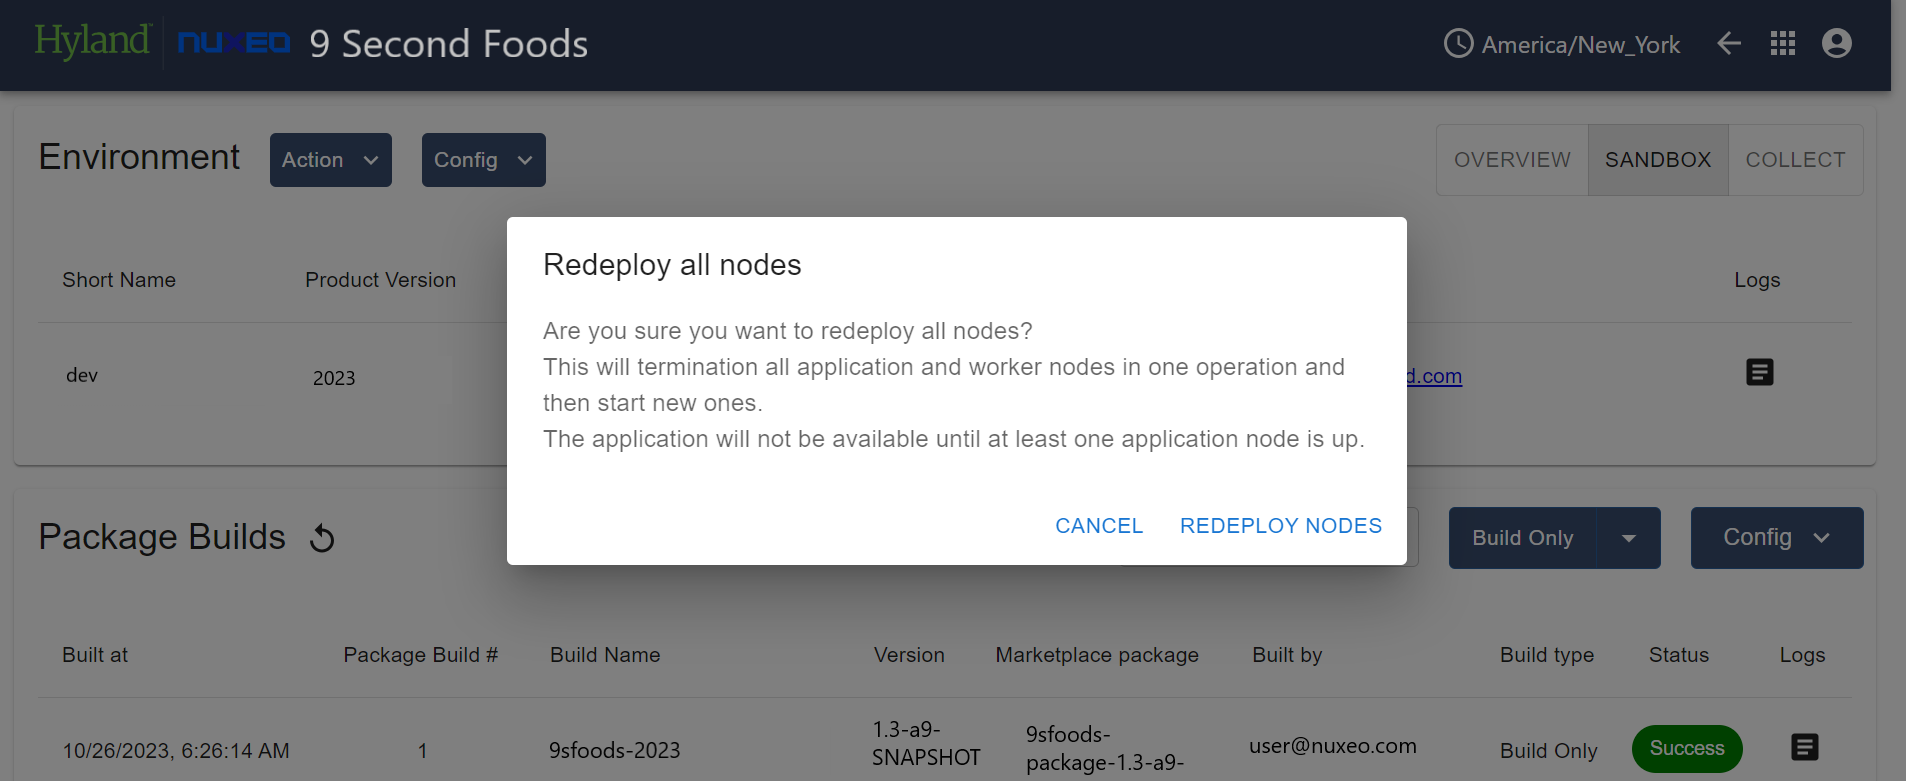 Hyland nuxeo 9 Second Foods America/New_York
Environment Action Config OVERVIEW SANDBOX COLLECT
Redeploy all nodes
Short Name Product Version Logs
Are you sure you want to redeploy all nodes?
This will termination all application and worker nodes in one operation and
then start new ones.
The application will not be available until at least one application node is up.
dev 2023 d.com
CANCEL REDEPLOY NODES
Package Builds Build Only Config
Built at Package Build # Build Name Version Marketplace package Built by Build type Status Logs
10/26/2023, 6:26:14 AM 1 9sfoods-2023 1.3-a9- 9sfoods- user@nuxeo.com Build Only Success
SNAPSHOT package-1.3-a9-